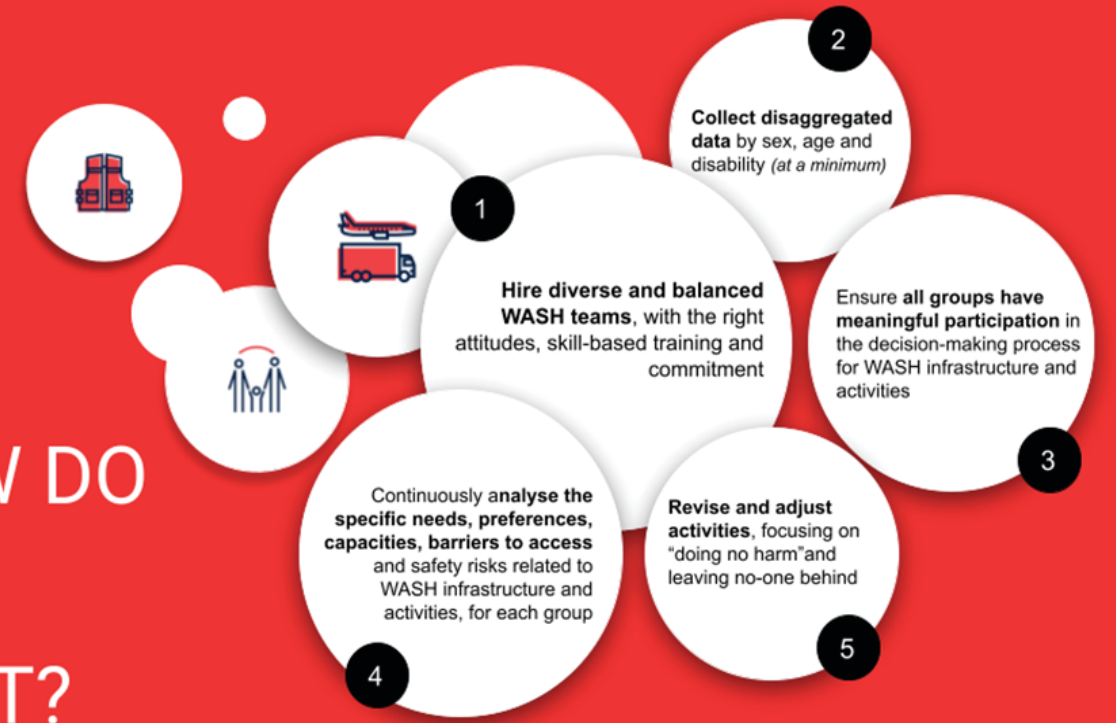 W DO
T?
1
Hire diverse and balanced
WASH teams, with the right
attitudes, skill-based training and
commitment
2
Collect disaggregated
data by sex, age and
disability (at a minimum)
Ensure all groups have
meaningful participation in
the decision-making process
for WASH infrastructure and
activities
3
Continuously analyse the
specific needs, preferences,
capacities, barriers to access
and safety risks related to
WASH infrastructure and
activities, for each group
4
Revise and adjust
activities, focusing on
“doing no harm”and
leaving no-one behind
5